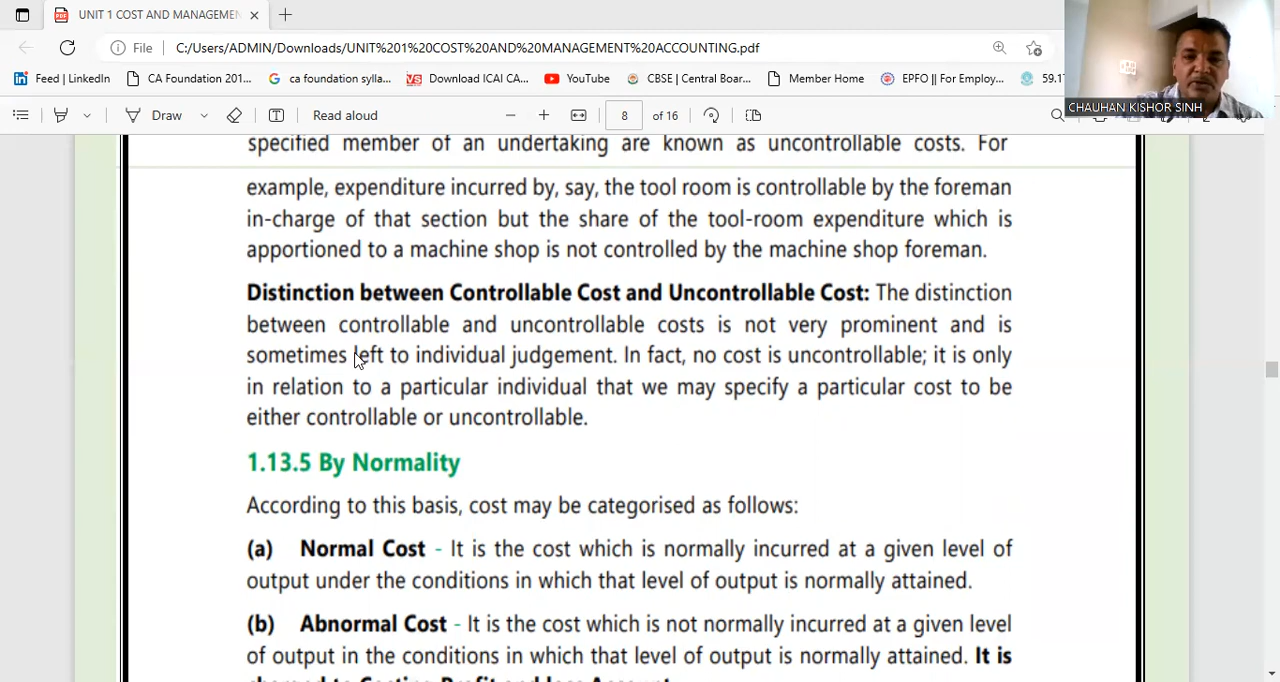 UNIT 1 COST AND MANAGEMEN
File
C:/Users/ADMIN/Downloads/UNIT%201%20COST%20AND%20MANAGEMENT%20ACCOUNTING.pdf
Feed | LinkedIn
CA Foundation 201...
ca foundation sylla...
Download ICAI CA...
YouTube
CBSE | Central Boar...
Member Home
EPFO || For Employ...
59.1
CHAUHAN KISHOR SINH
Draw
Read aloud
8
of 16
specified member of an undertaking are known as uncontrollable costs. For
example, expenditure incurred by, say, the tool room is controllable by the foreman
in-charge of that section but the share of the tool-room expenditure which is
apportioned to a machine shop is not controlled by the machine shop foreman.
Distinction between Controllable Cost and Uncontrollable Cost: The distinction
between controllable and uncontrollable costs is not very prominent and is
sometimes left to individual judgement. In fact, no cost is uncontrollable; it is only
in relation to a particular individual that we may specify a particular cost to be
either controllable or uncontrollable.
1.13.5 By Normality
According to this basis, cost may be categorised as follows:
(a) Normal Cost - It is the cost which is normally incurred at a given level of
output under the conditions in which that level of output is normally attained.
(b) Abnormal Cost - It is the cost which is not normally incurred at a given level
of output in the conditions in which that level of output is normally attained. It is
charged to Costing Profit and loss Account